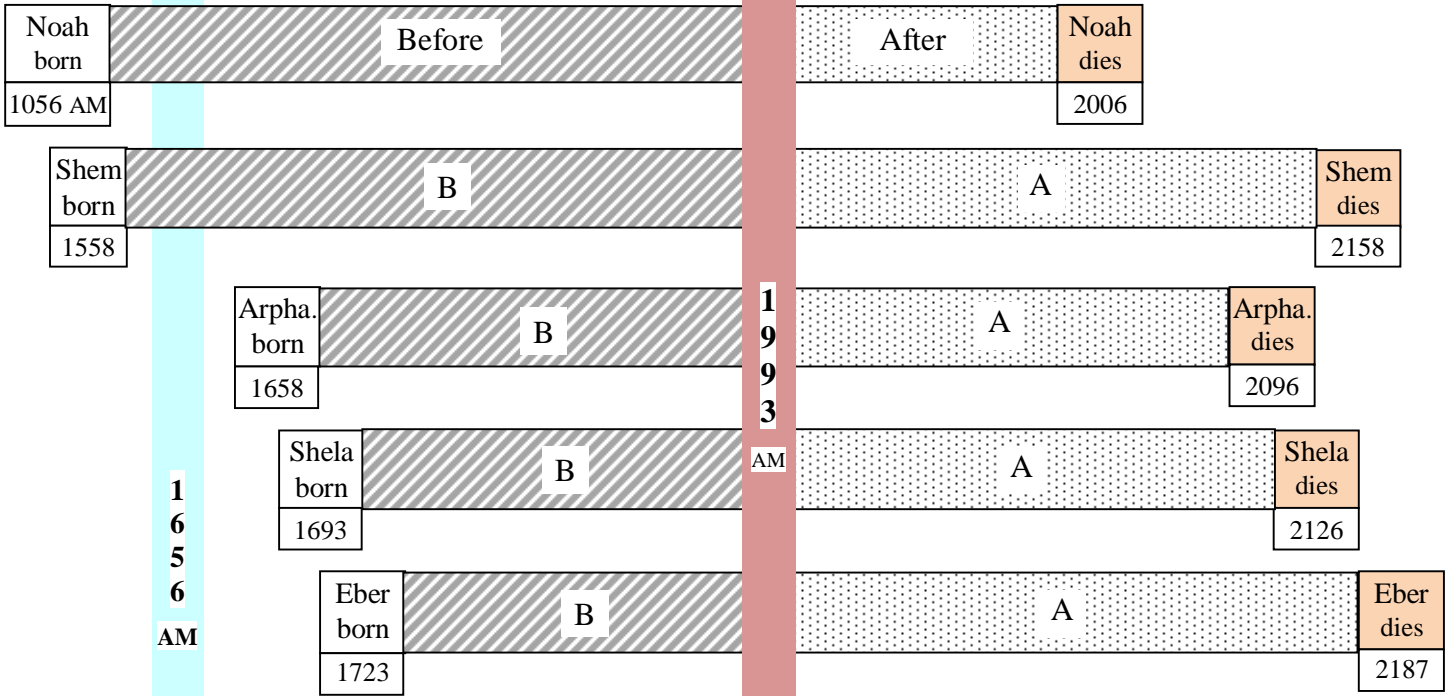 Noah
born
1056 AM
Before
After
Noah
dies
2006
Shem
born
1558
B
A
Shem
dies
2158
Arpha.
born
1658
B
A
Arpha.
dies
2096
1
9
9
3
AM
Shela
born
1693
B
A
Shela
dies
2126
1
6
5
6
AM
Eber
born
1723
B
A
Eber
dies
2187